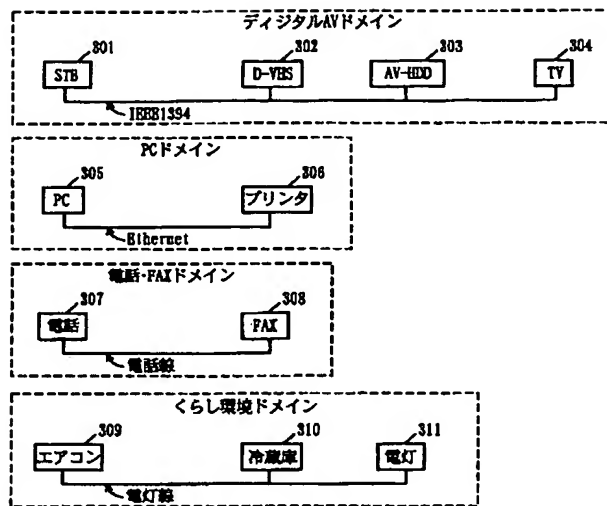 ディジタルAVドメイン
301 302 303 304
STB D-VHS AV-HDD TV
IEEE1394
PCドメイン
305 306
PC プリンタ
Ethernet
電話・FAXドメイン
307 308
電話 FAX
電話線
くらし環境ドメイン
309 310 311
エアコン 冷蔵庫 電灯
電灯線